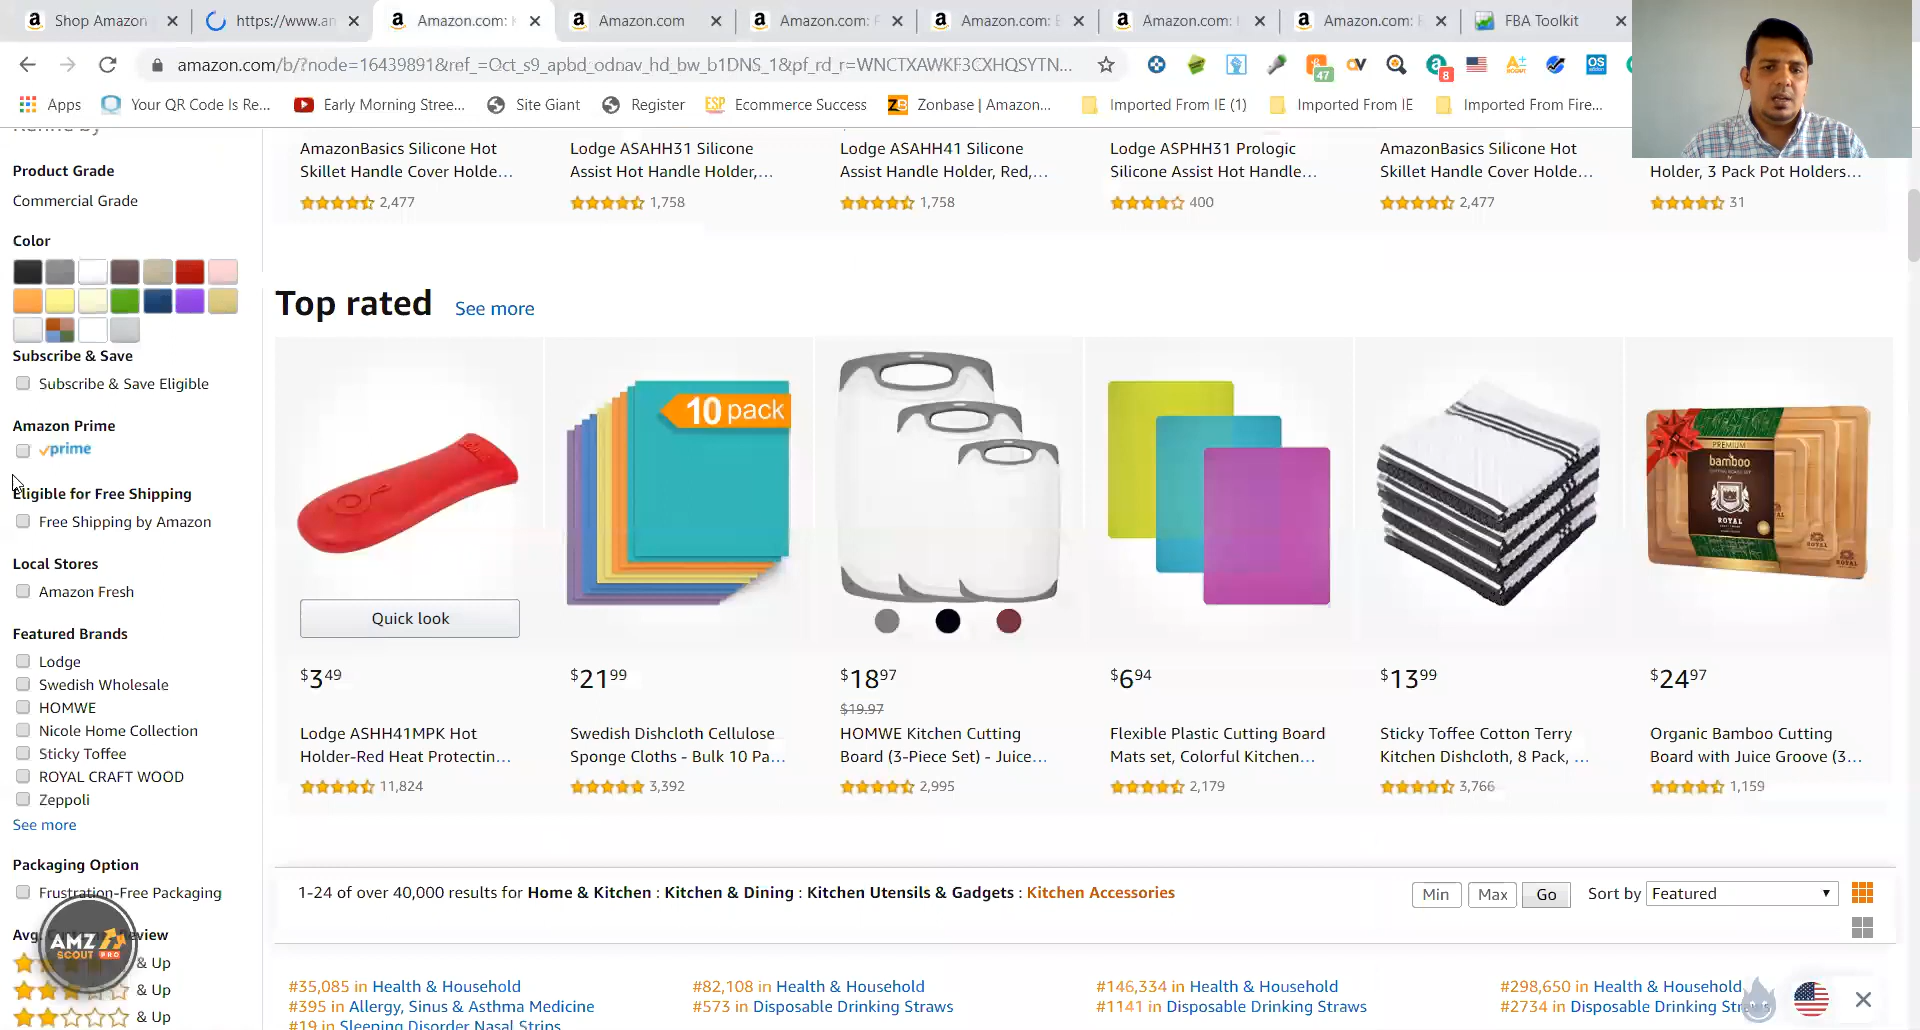 Shop Amazon
https://www.an
Amazon.com:
Amazon.com
Amazon.com:
Amazon.com:
Amazon.com:
Amazon.com:
FBA Toolkit
amazon.com/b/?node=16439891&ref_=Oct_s9_apbd_odnav_hd_bw_b1DNS_1&pf_rd_r=WNCTXAWKF3CXHQSYTN...
47
8
OS
Apps
Your QR Code Is Re...
Early Morning Stree...
Site Giant
Register
ESP
Ecommerce Success
ZB
Zonbase | Amazon...
Imported From IE (1)
Imported From IE
Imported From Fire...
Refine by
Product Grade
Commercial Grade
Color
Subscribe & Save
Subscribe & Save Eligible
Amazon Prime
prime
Eligible for Free Shipping
Free Shipping by Amazon
Local Stores
Amazon Fresh
Featured Brands
Lodge
Swedish Wholesale
HOMWE
Nicole Home Collection
Sticky Toffee
ROYAL CRAFT WOOD
Zeppoli
See more
Packaging Option
Frustration-Free Packaging
Review
AMZ
SCOUT PRO
& Up
& Up
& Up
AmazonBasics Silicone Hot
Skillet Handle Cover Holde...
2,477
Lodge ASAHH31 Silicone
Assist Hot Handle Holder,...
1,758
Lodge ASAHH41 Silicone
Assist Handle Holder, Red,...
1,758
Lodge ASPHH31 Prologic
Silicone Assist Hot Handle...
400
AmazonBasics Silicone Hot
Skillet Handle Cover Holde...
2,477
Holder, 3 Pack Pot Holders...
31
Top rated
See more
Quick look
$3 49
Lodge ASHH41MPK Hot
Holder-Red Heat Protectin...
11,824
10 pack
$21 99
Swedish Dishcloth Cellulose
Sponge Cloths - Bulk 10 Pa...
3,392
$18 97
$19.97
HOMWE Kitchen Cutting
Board (3-Piece Set) - Juice...
2,995
$6 94
Flexible Plastic Cutting Board
Mats set, Colorful Kitchen...
2,179
$13 99
Sticky Toffee Cotton Terry
Kitchen Dishcloth, 8 Pack, ...
3,766
PREMIUM
bamboo
ROYAL
$24 97
Organic Bamboo Cutting
Board with Juice Groove (3...
1,159
1-24 of over 40,000 results for Home & Kitchen : Kitchen & Dining : Kitchen Utensils & Gadgets : Kitchen Accessories
Min
Max
Go
Sort by
Featured
#35,085 in Health & Household
#395 in Allergy, Sinus & Asthma Medicine
#19 in Sleeping Disorder Nasal Strips
#82,108 in Health & Household
#573 in Disposable Drinking Straws
#146,334 in Health & Household
#1141 in Disposable Drinking Straws
#298,650 in Health & Household
#2734 in Disposable Drinking